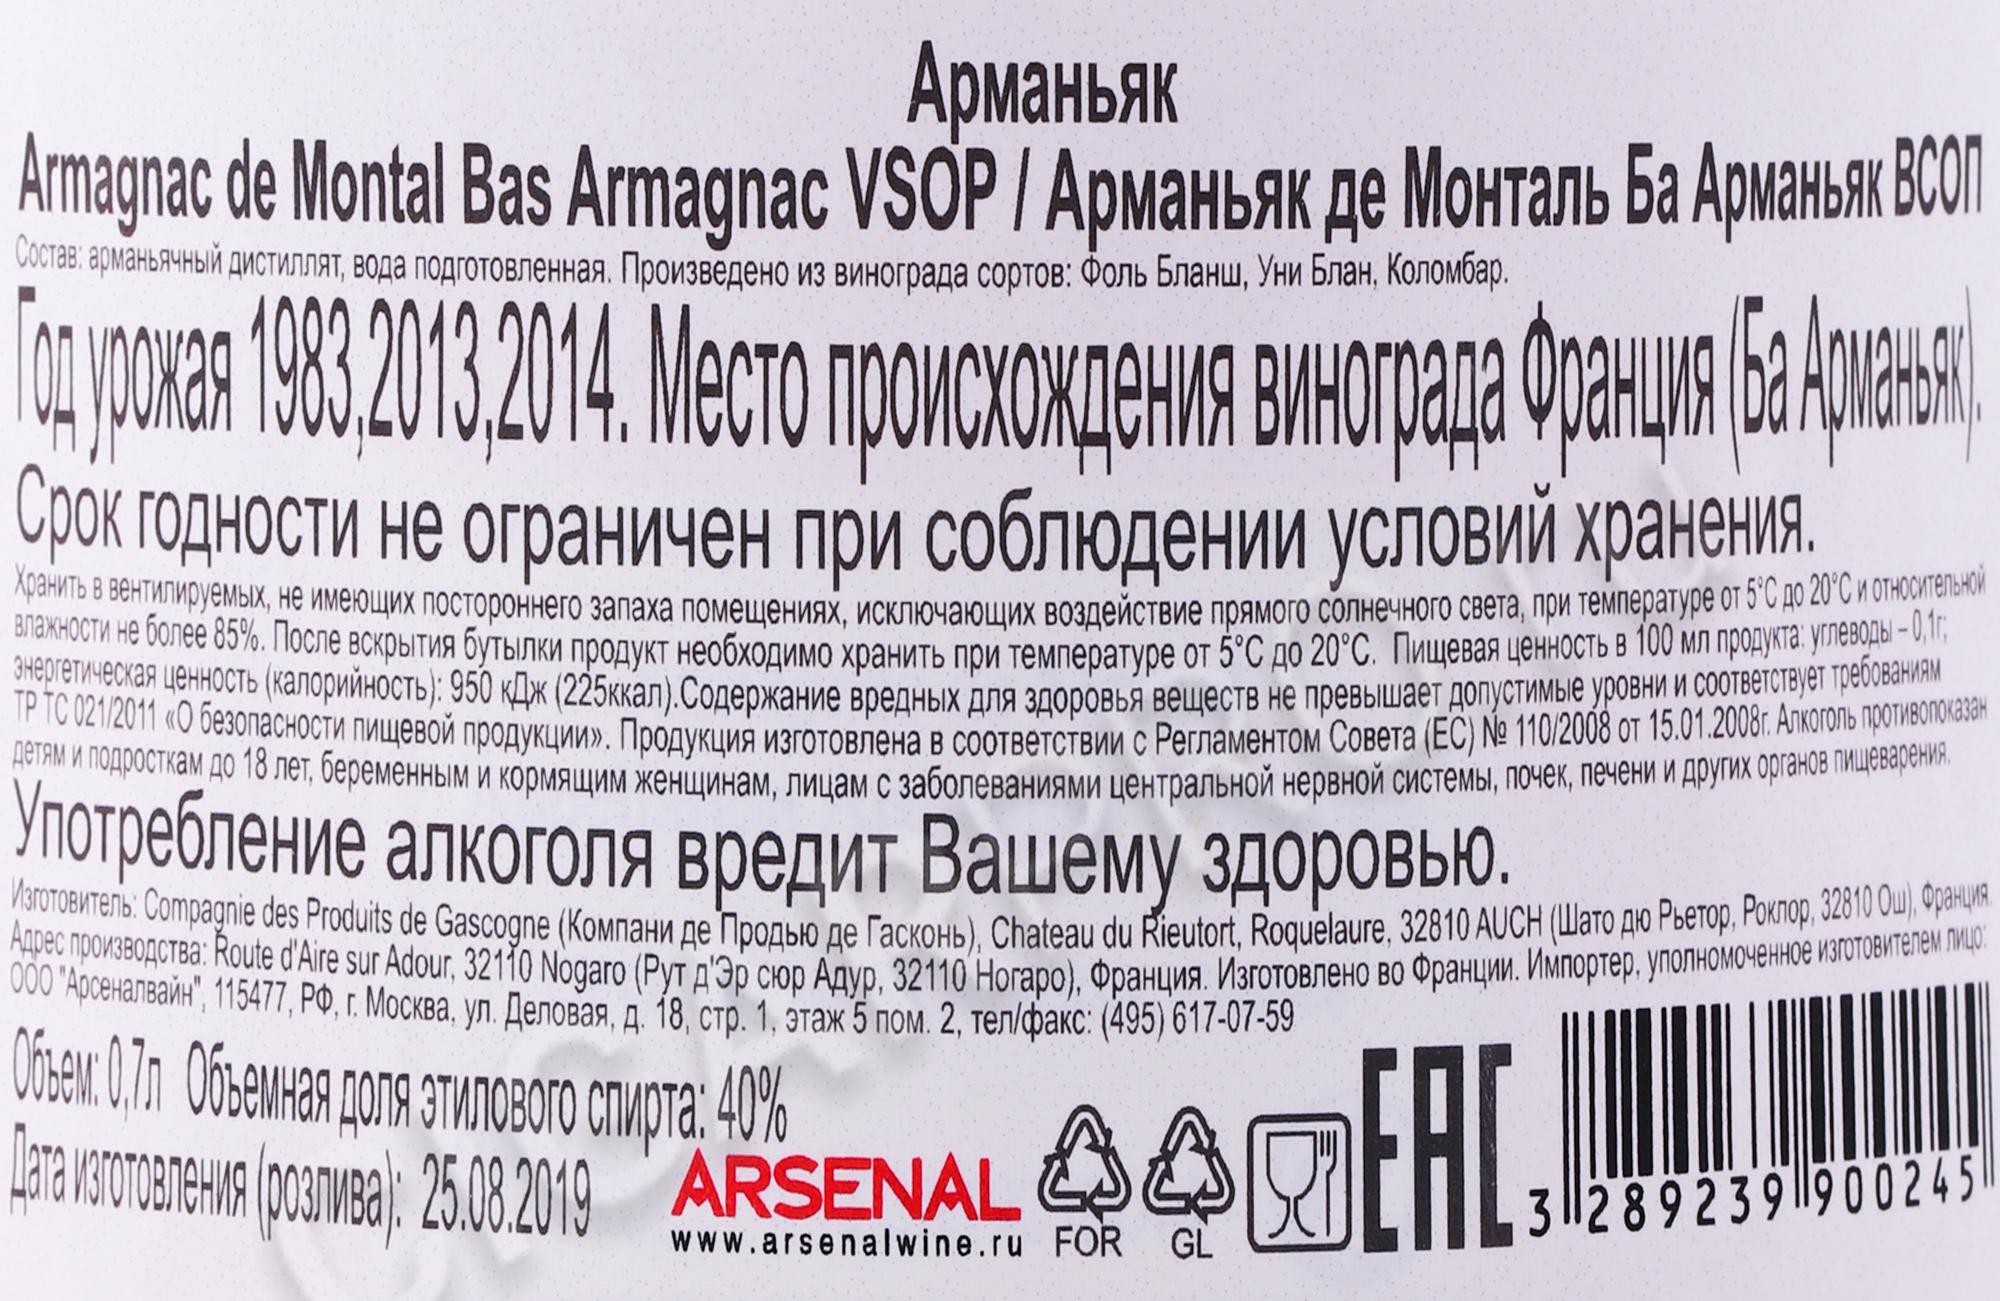 Арманьяк
Armagnac de Montal Bas Armagnac VSOP / Арманьяк де Монталь Ба Арманьяк ВСОП
Состав: арманьячный дистиллят, вода подготовленная. Произведено из винограда сортов: Фоль Бланш, Уни Блан, Коломбар.
Год урожая 1983,2013,2014. Место происхождения винограда Франция (Ба Арманьяк).
Срок годности не ограничен при соблюдении условий хранения.
Хранить в вентилируемых, не имеющих постороннего запаха помещениях, исключающих воздействие прямого солнечного света, при температуре от 5°С до 20°С и относительной
влажности не более 85%. После вскрытия бутылки продукт необходимо хранить при температуре от 5°С до 20°С. Пищевая ценность в 100 мл продукта: углеводы – 0,1г;
энергетическая ценность (калорийность): 950 кДж (225ккал).Содержание вредных для здоровья веществ не превышает допустимые уровни и соответствует требованиям
ТР ТС 021/2011 «О безопасности пищевой продукции». Продукция изготовлена в соответствии с Регламентом Совета (ЕС) № 110/2008 от 15.01.2008г. Алкоголь противопоказан
детям и подросткам до 18 лет, беременным и кормящим женщинам, лицам с заболеваниями центральной нервной системы, почек, печени и других органов пищеварения.
Употребление алкоголя вредит Вашему здоровью.
Изготовитель: Compagnie des Produits de Gascogne (Компани де Продью де Гасконь), Chateau du Rieutort, Roquelaure, 32810 AUCH (Шато дю Рьетор, Роклор, 32810 Ош), Франция.
Адрес производства: Route d'Aire sur Adour, 32110 Nogaro (Рут д'Эр сюр Адур, 32110 Ногаро), Франция. Изготовлено во Франции. Импортер, уполномоченное изготовителем лицо:
ООО "Арсеналвайн", 115477, РФ, г. Москва, ул. Деловая, д. 18, стр. 1, этаж 5 пом. 2, тел/факс: (495) 617-07-59
Объем: 0,7л Объемная доля этилового спирта: 40%
Дата изготовления (розлива): 25.08.2019
ARSENAL
www.arsenalwine.ru
FOR
GL
EAC
3 289239 900245